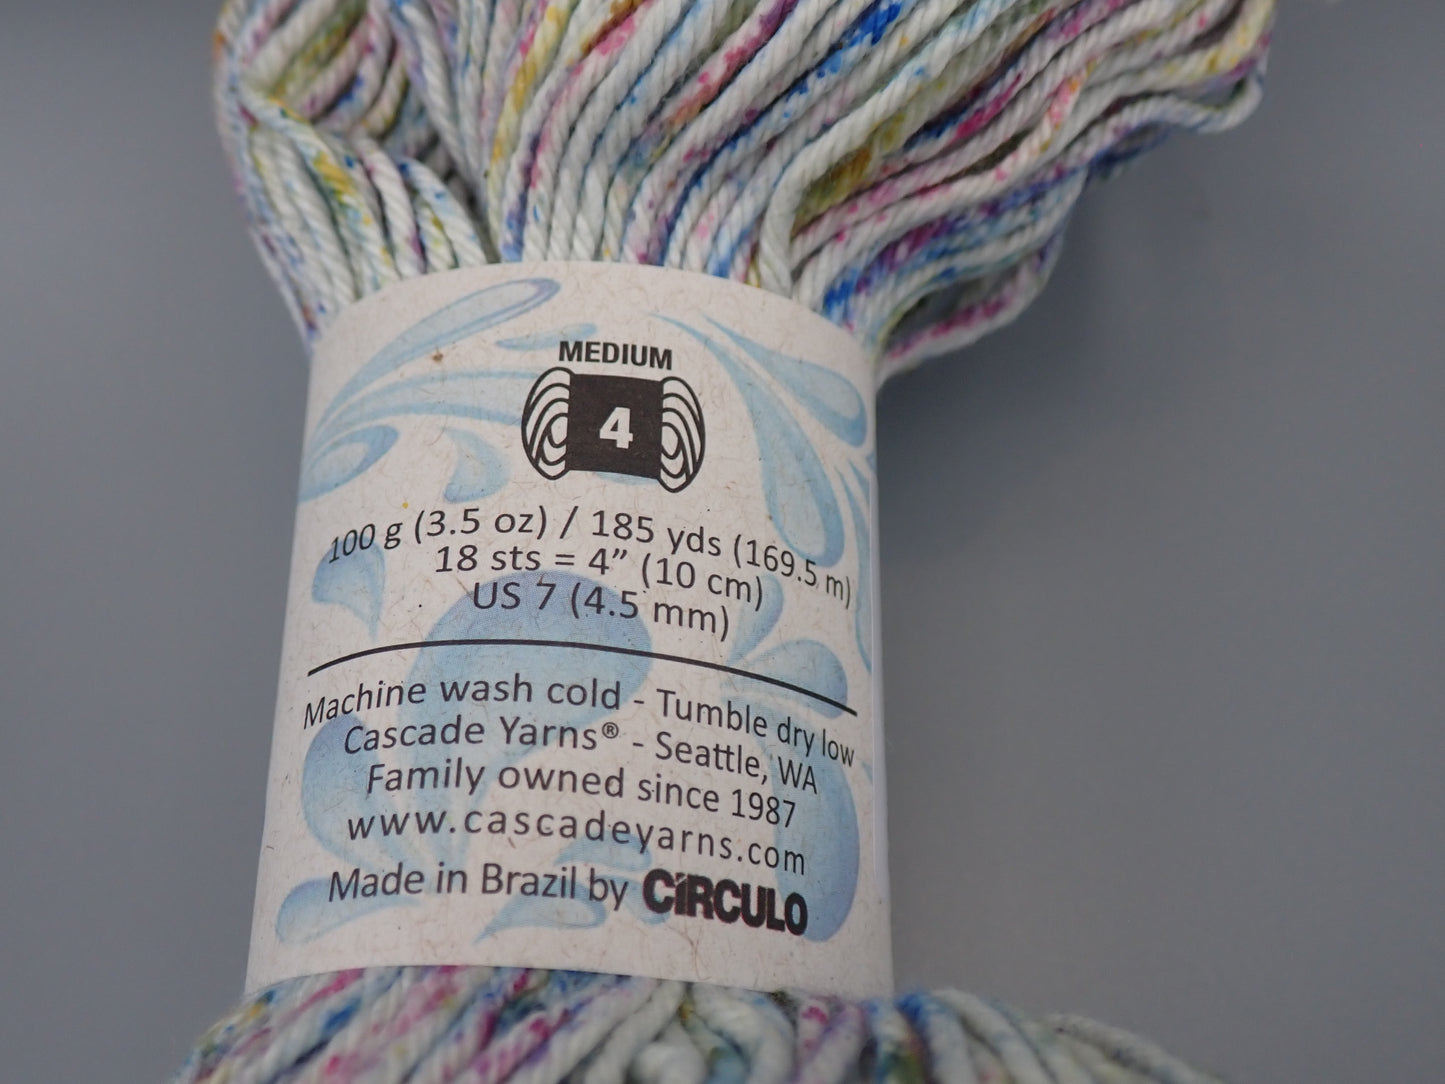 MEDIUM
4
100 g (3.5 oz) / 185 yds (169.5 m)
18 sts = 4” (10 cm)
US 7 (4.5 mm)
Machine wash cold - Tumble dry low
Cascade Yarns® - Seattle, WA
Family owned since 1987
www.cascadeyarns.com
Made in Brazil by CÍRCULO